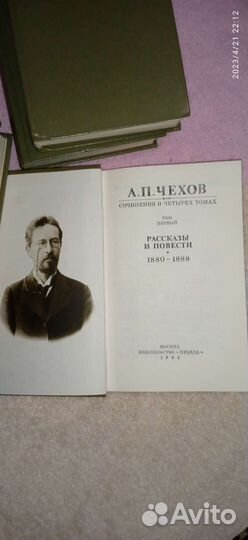 2023/4/21 22:12
А.П.ЧЕХОВ
СОЧИНЕНИЯ В ЧЕТЫРЕХ ТОМАХ
ТОМ
ПЕРВЫЙ
РАССКАЗЫ
И ПОВЕСТИ
1880-1888
МОСКВА
ИЗДАТЕЛЬСТВО «ПРАВДА»
Avito